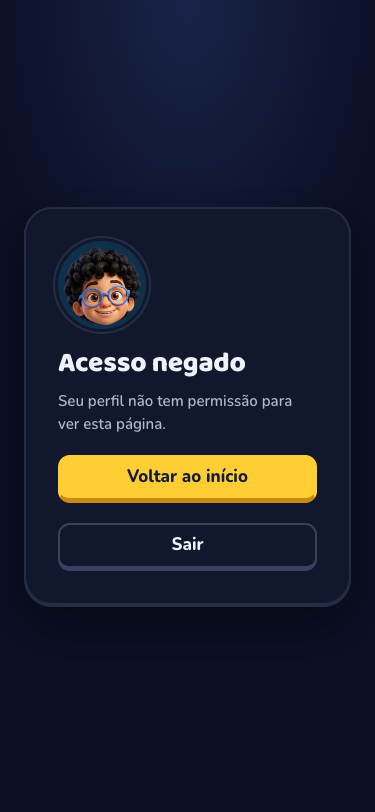 Acesso negado
Seu perfil não tem permissão para
ver esta página.
Voltar ao início
Sair